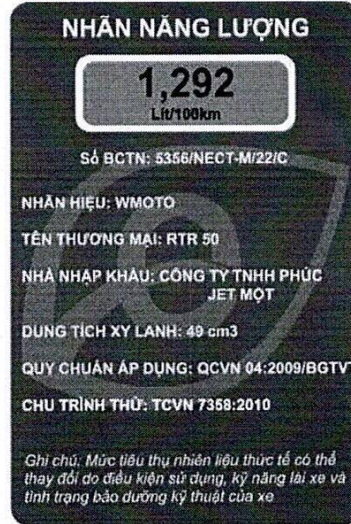 NHÃN NĂNG LƯỢNG
1,292
Lít/100km
Số BCTN: 5356/NECT-M/22/C
NHÃN HIỆU: WMOTO
TÊN THƯƠNG MẠI: RTR 50
NHÀ NHẬP KHẨU: CÔNG TY TNHH PHÚC
JET MỘT
DUNG TÍCH XY LANH: 49 cm3
QUY CHUẨN ÁP DỤNG: QCVN 04:2009/BGTVT
CHU TRÌNH THỬ: TCVN 7358:2010
Ghi chú: Mức tiêu thụ nhiên liệu thực tế có thể
thay đổi do điều kiện sử dụng, kỹ năng lái xe và
tình trạng bảo dưỡng kỹ thuật của xe